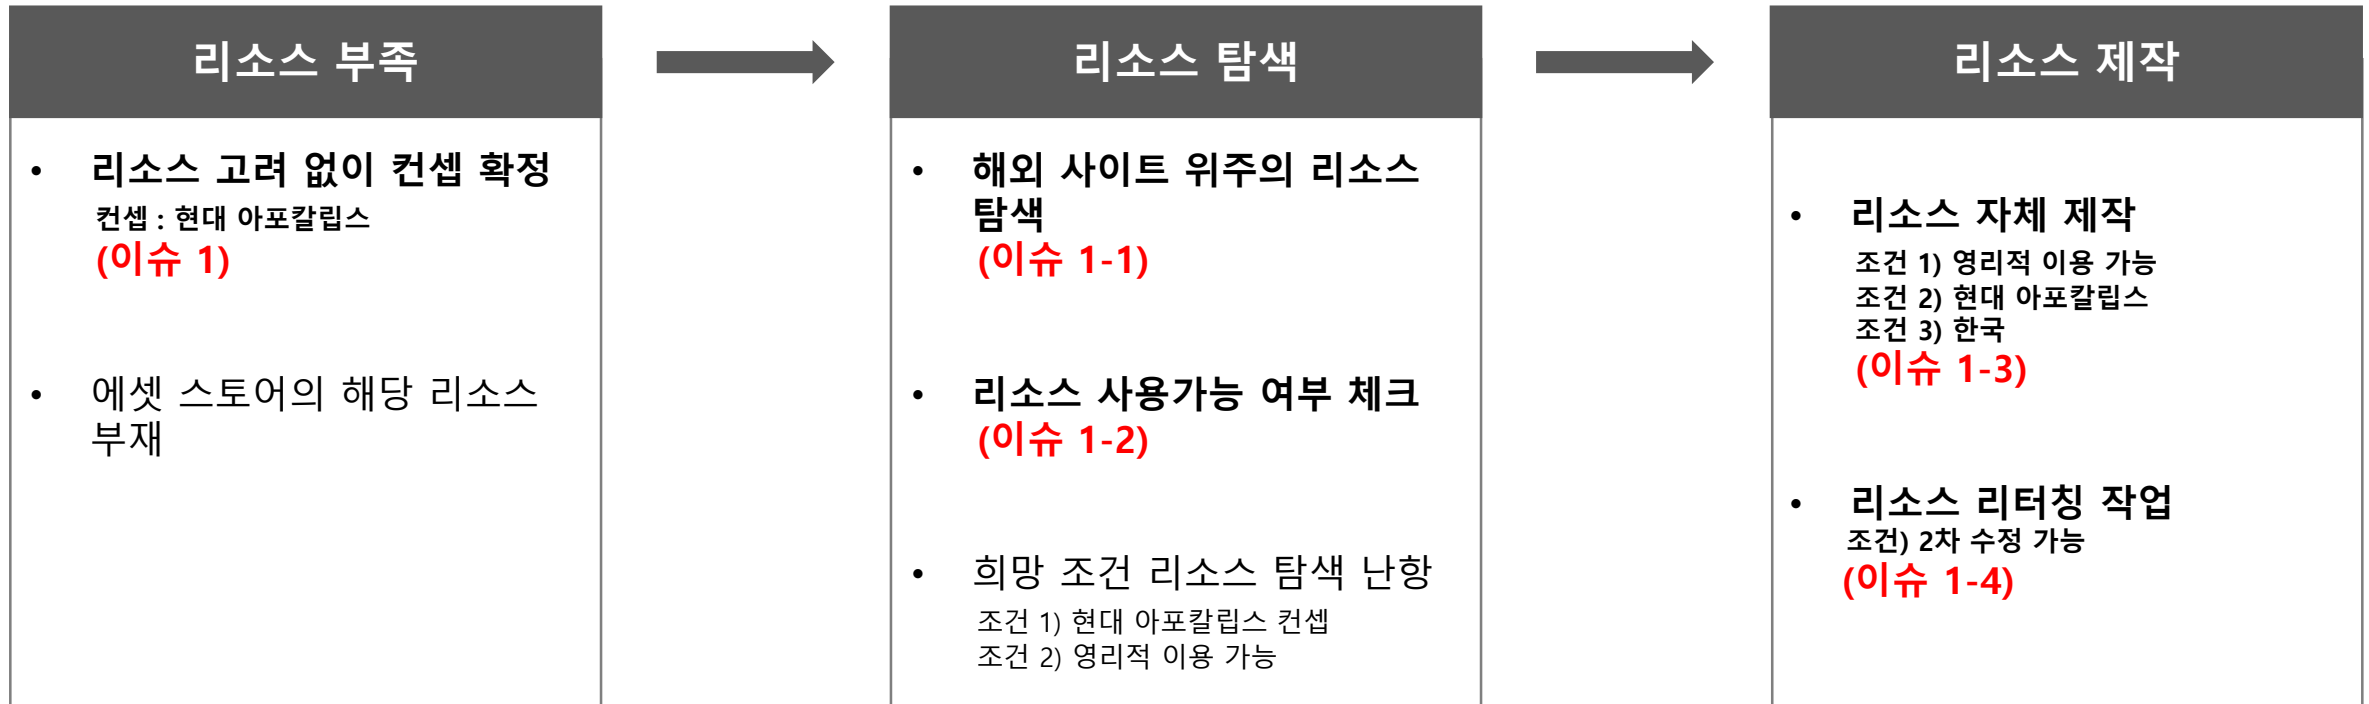 리소스 부족
• 리소스 고려 없이 컨셉 확정
컨셉 : 현대 아포칼립스
(이슈 1)
• 에셋 스토어의 해당 리소스
부재
리소스 탐색
• 해외 사이트 위주의 리소스
탐색
(이슈 1-1)
• 리소스 사용가능 여부 체크
(이슈 1-2)
• 희망 조건 리소스 탐색 난항
조건 1) 현대 아포칼립스 컨셉
조건 2) 영리적 이용 가능
리소스 제작
• 리소스 자체 제작
조건 1) 영리적 이용 가능
조건 2) 현대 아포칼립스
조건 3) 한국
(이슈 1-3)
• 리소스 리터칭 작업
조건) 2차 수정 가능
(이슈 1-4)